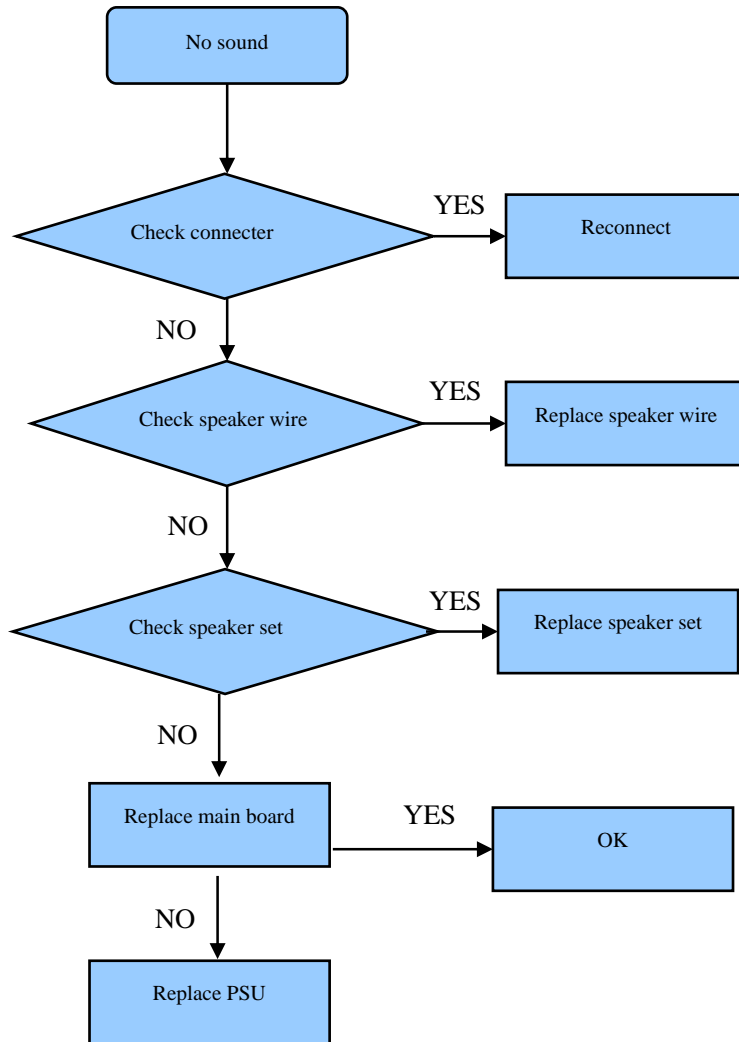 No sound
Check connecter
YES
Reconnect
NO
Check speaker wire
YES
Replace speaker wire
NO
Check speaker set
YES
Replace speaker set
NO
Replace main board
YES
OK
NO
Replace PSU